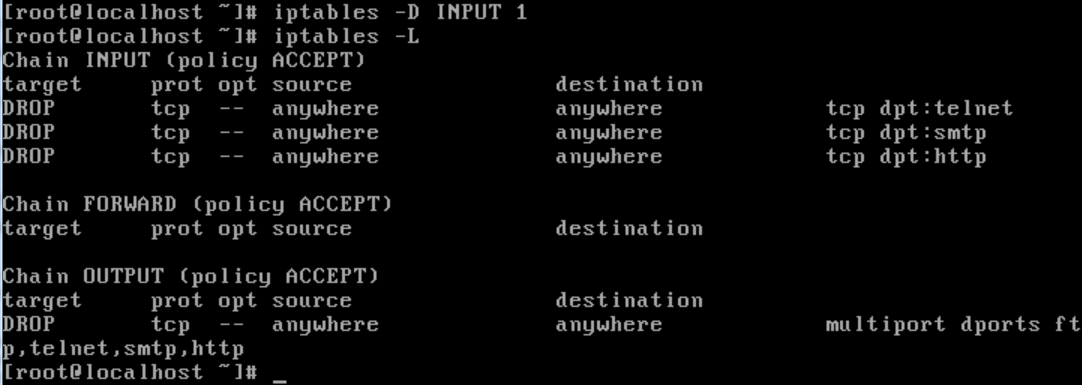 [root@localhost ~]# iptables -D INPUT 1
[root@localhost ~]# iptables -L
Chain INPUT (policy ACCEPT)
target     prot opt source               destination
DROP       tcp  --  anywhere             anywhere            tcp dpt:telnet
DROP       tcp  --  anywhere             anywhere            tcp dpt:smtp
DROP       tcp  --  anywhere             anywhere            tcp dpt:http

Chain FORWARD (policy ACCEPT)
target     prot opt source               destination

Chain OUTPUT (policy ACCEPT)
target     prot opt source               destination
DROP       tcp  --  anywhere             anywhere            multiport dports ft
p,telnet,smtp,http
[root@localhost ~]# _